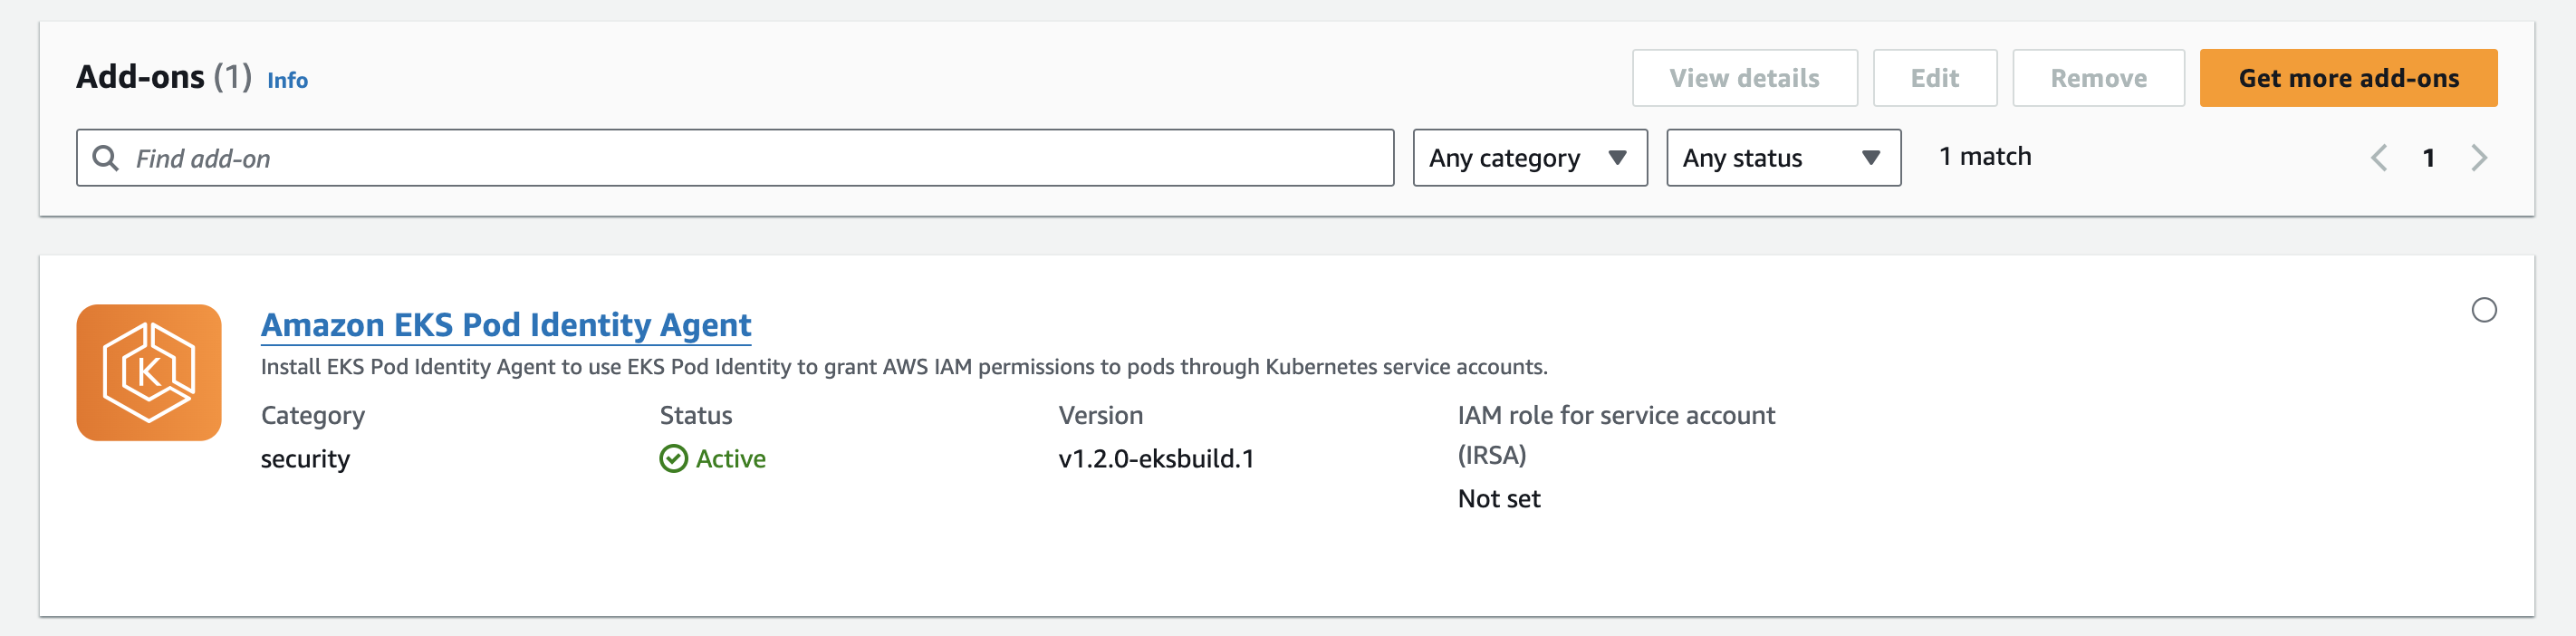 Add-ons (1) Info
View details
Edit
Remove
Get more add-ons
Find add-on
Any category
Any status
1 match
1
K
Amazon EKS Pod Identity Agent
Install EKS Pod Identity Agent to use EKS Pod Identity to grant AWS IAM permissions to pods through Kubernetes service accounts.
Category
security
Status
Active
Version
v1.2.0-eksbuild.1
IAM role for service account
(IRSA)
Not set